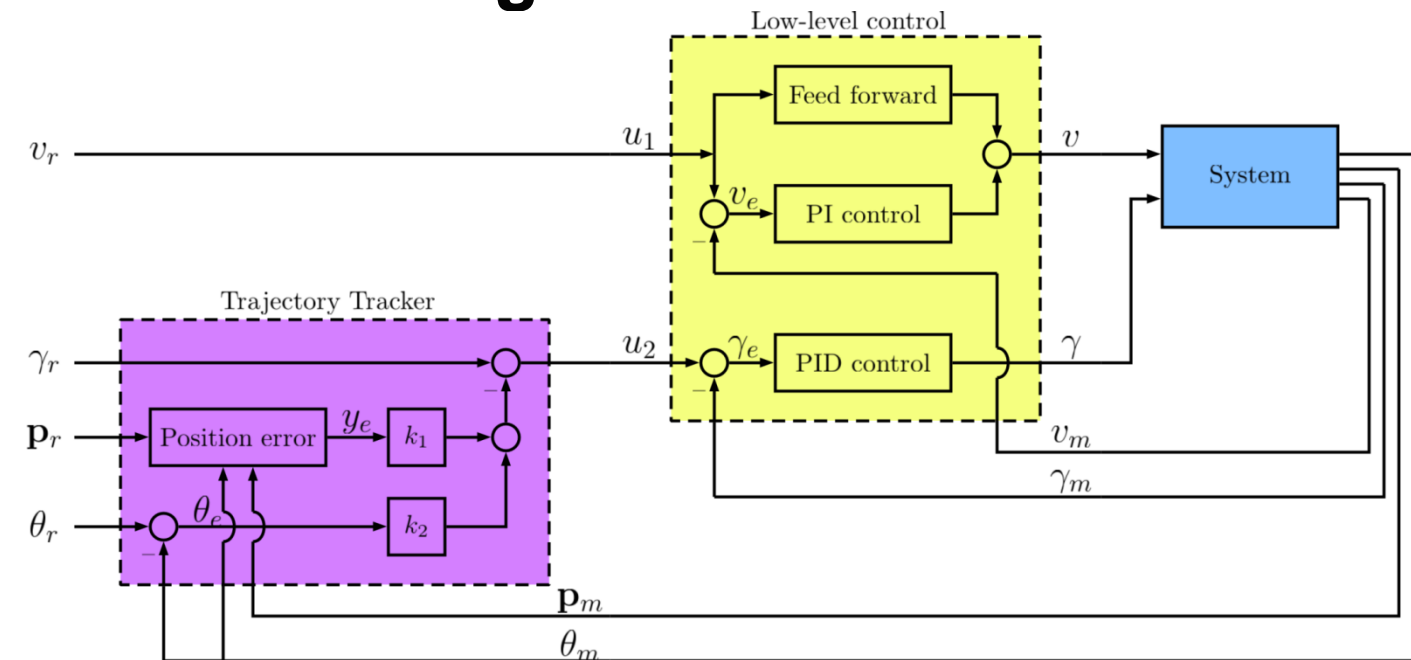 Low-level control
Feed forward
v_r
u_1
v
System
v_e
PI control
–
Trajectory Tracker
γ_r
u_2
γ_e
PID control
γ
–
–
p_r
Position error
y_e
k_1
v_m
γ_m
θ_r
θ_e
k_2
–
p_m
θ_m